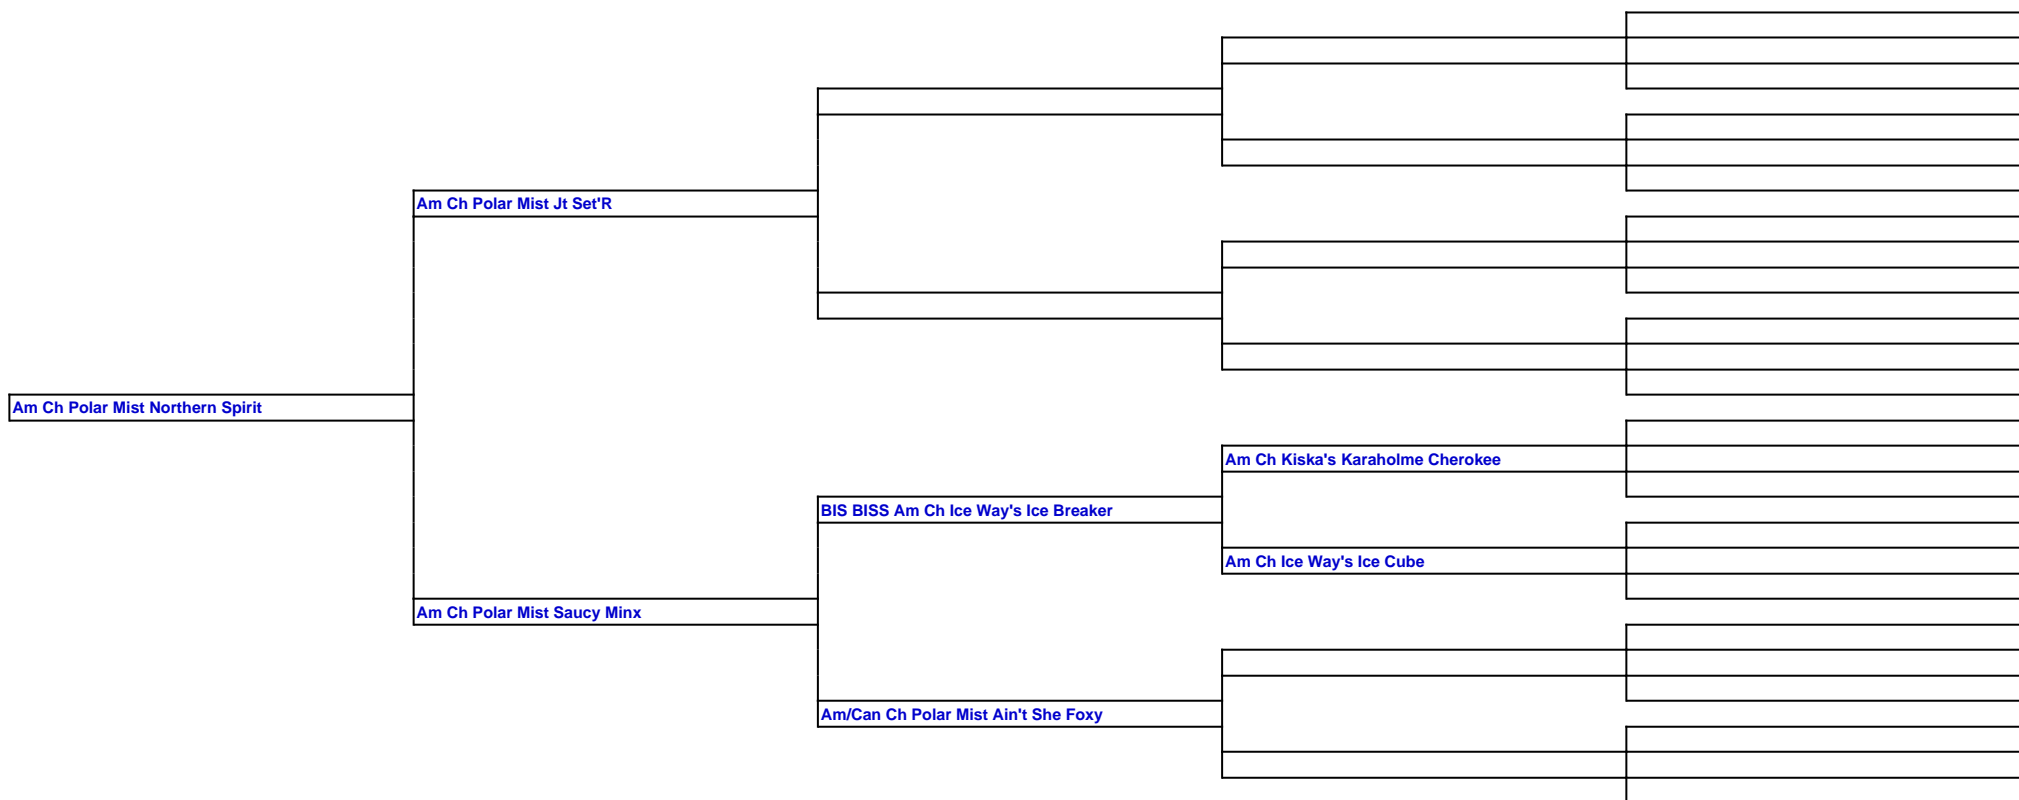 Am Ch Polar Mist Jt Set'R
Am Ch Polar Mist Northern Spirit
Am Ch Kiska's Karaholme Cherokee
BIS BISS Am Ch Ice Way's Ice Breaker
Am Ch Ice Way's Ice Cube
Am Ch Polar Mist Saucy Minx
Am/Can Ch Polar Mist Ain't She Foxy